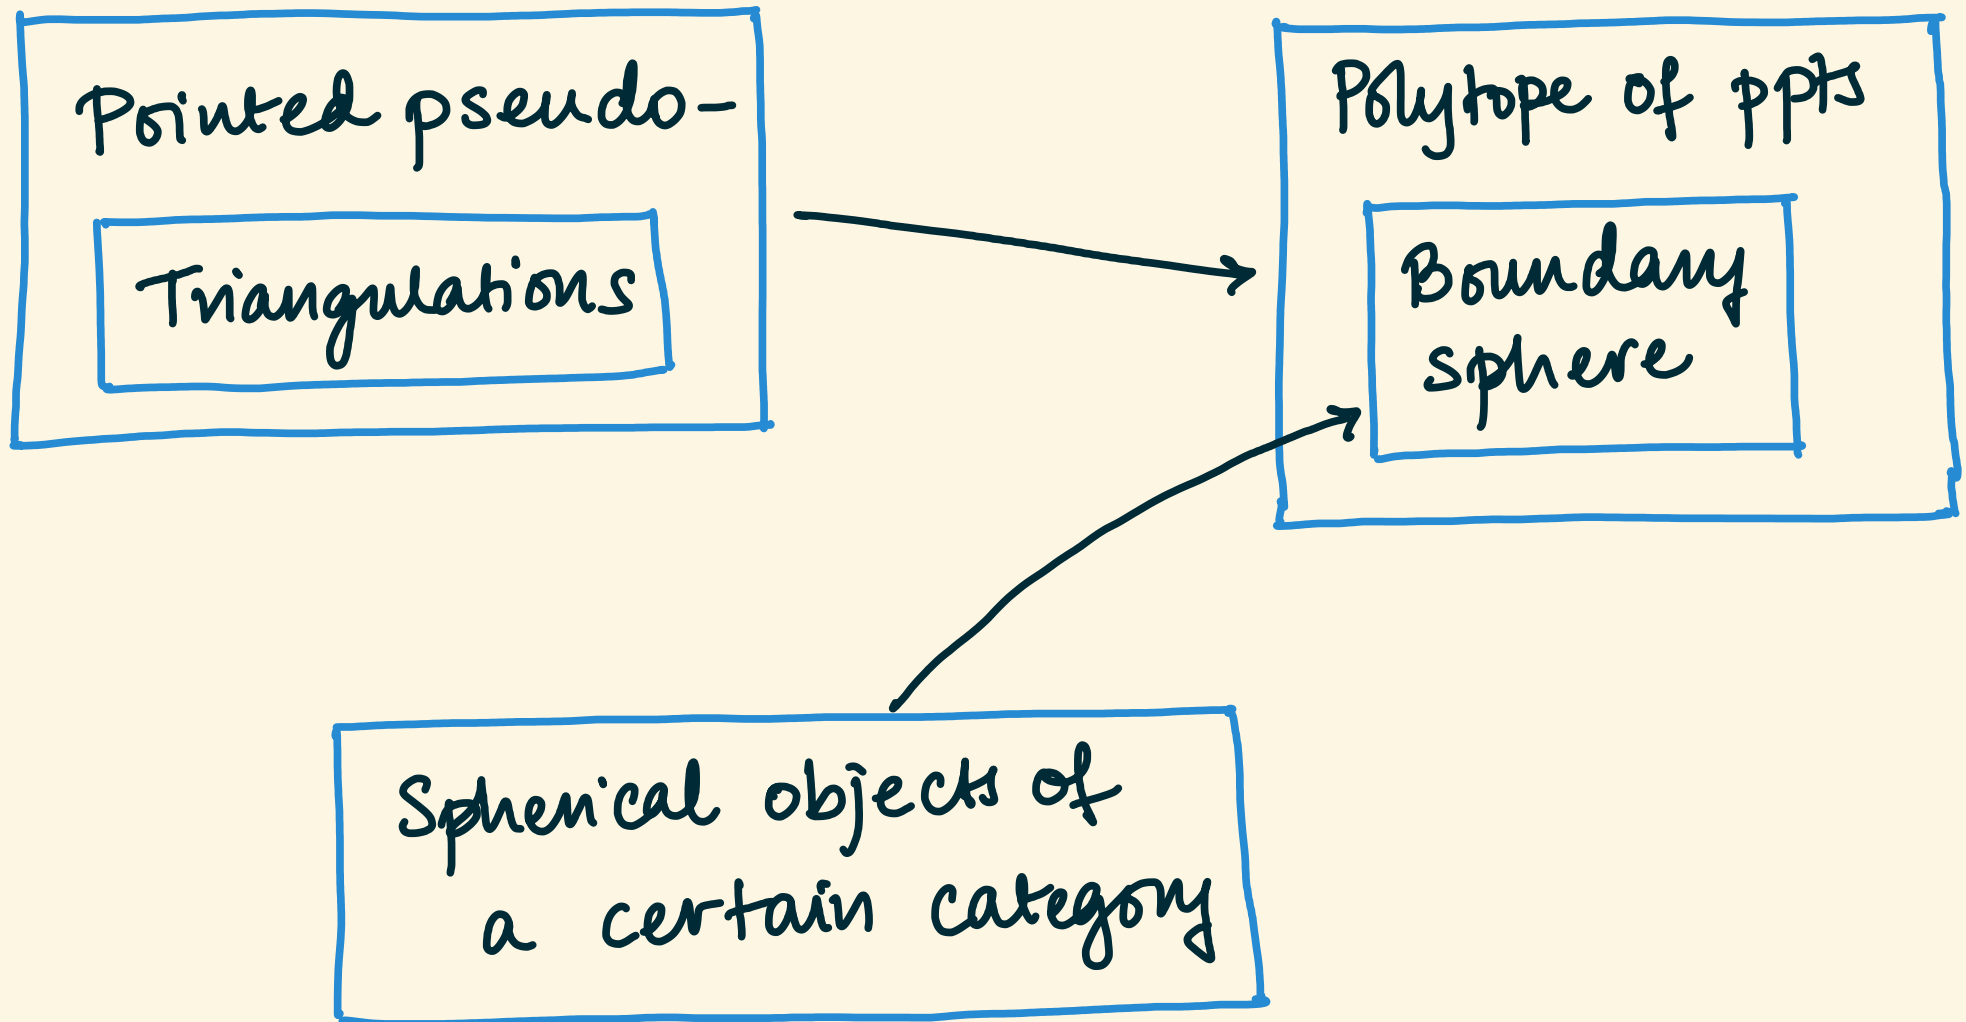 Pointed pseudo-
Triangulations
Polytope of ppts
Boundary
sphere
Spherical objects of
a certain category